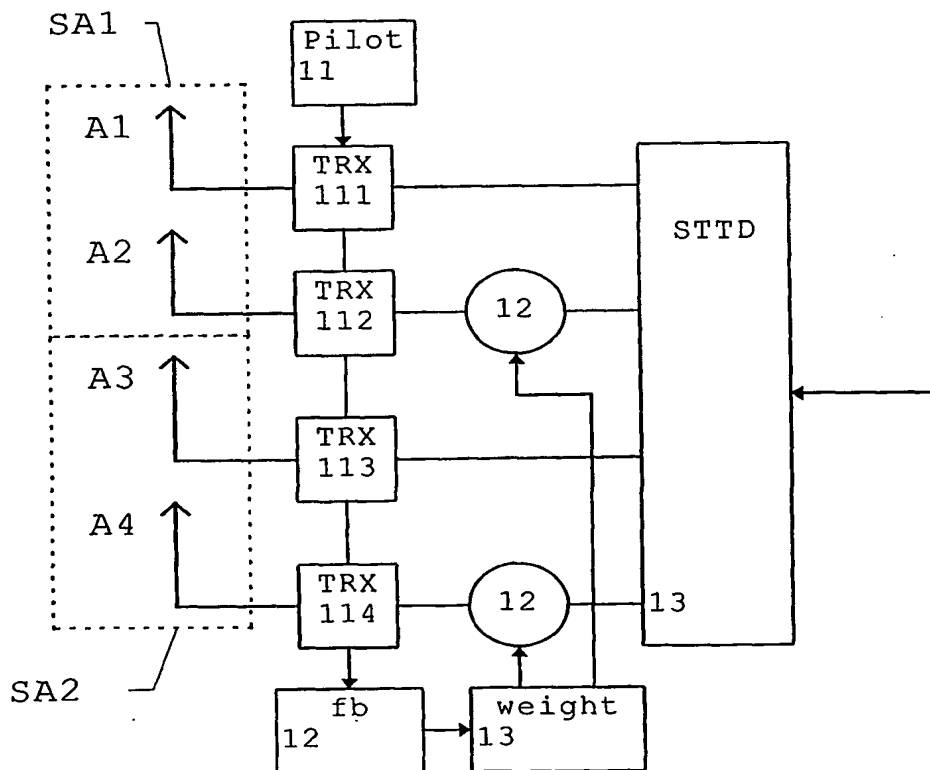 SA1
Pilot
11
A1
TRX
111
STTD
A2
TRX
112
12
A3
TRX
113
A4
TRX
114
12
13
SA2
fb
12
weight
13